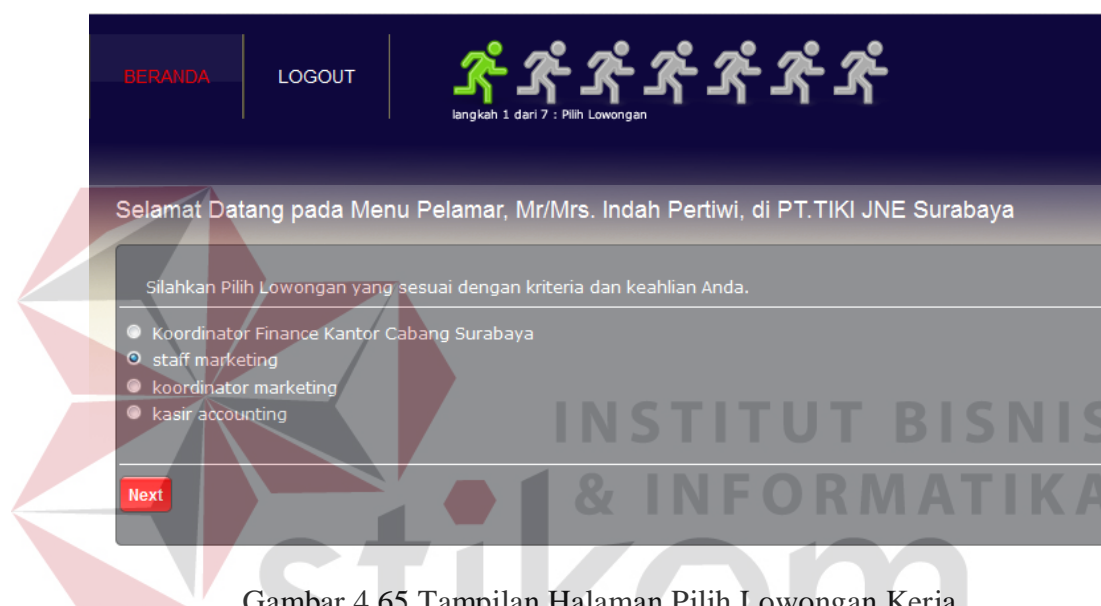 BERANDA
LOGOUT
langkah 1 dari 7 : Pilih Lowongan
Selamat Datang pada Menu Pelamar, Mr/Mrs. Indah Pertiwi, di PT.TIKI JNE Surabaya
Silahkan Pilih Lowongan yang sesuai dengan kriteria dan keahlian Anda.
Koordinator Finance Kantor Cabang Surabaya
staff marketing
koordinator marketing
kasir accounting
INSTITUT BISNIS
& INFORMATIKA
Next
stikom
Gambar 4.65 Tampilan Halaman Pilih Lowongan Kerja